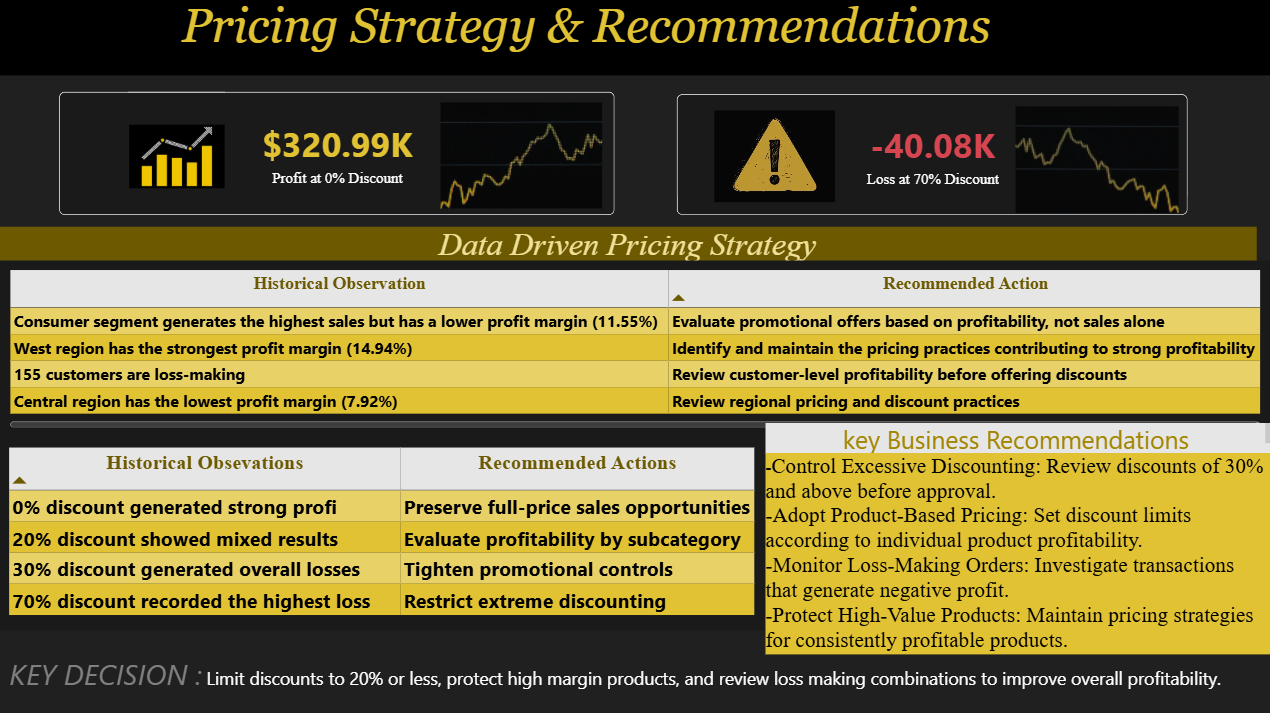 Pricing Strategy & Recommendations
$320.99K
Profit at 0% Discount
-40.08K
Loss at 70% Discount
Data Driven Pricing Strategy
Historical Observation Recommended Action
Consumer segment generates the highest sales but has a lower profit margin (11.55%) Evaluate promotional offers based on profitability, not sales alone
West region has the strongest profit margin (14.94%) Identify and maintain the pricing practices contributing to strong profitability
155 customers are loss-making Review customer-level profitability before offering discounts
Central region has the lowest profit margin (7.92%) Review regional pricing and discount practices
Historical Obsevations Recommended Actions
0% discount generated strong profi Preserve full-price sales opportunities
20% discount showed mixed results Evaluate profitability by subcategory
30% discount generated overall losses Tighten promotional controls
70% discount recorded the highest loss Restrict extreme discounting
key Business Recommendations
-Control Excessive Discounting: Review discounts of 30%
and above before approval.
-Adopt Product-Based Pricing: Set discount limits
according to individual product profitability.
-Monitor Loss-Making Orders: Investigate transactions
that generate negative profit.
-Protect High-Value Products: Maintain pricing strategies
for consistently profitable products.
KEY DECISION : Limit discounts to 20% or less, protect high margin products, and review loss making combinations to improve overall profitability.